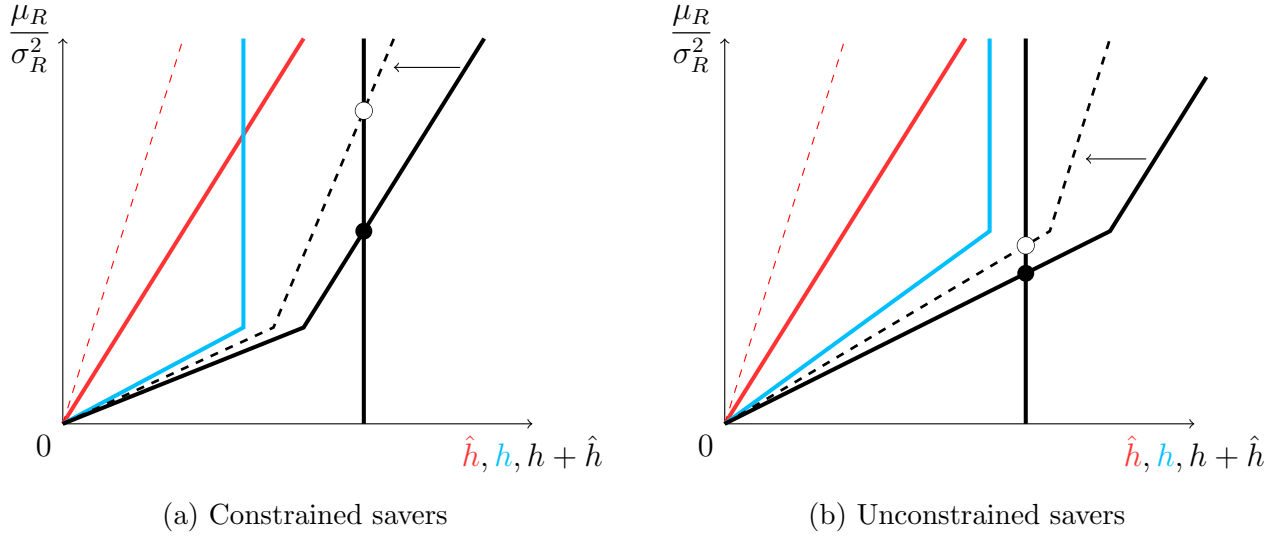 μ_R/σ_R^2
0
ĥ, h, h + ĥ
(a) Constrained savers
μ_R/σ_R^2
0
ĥ, h, h + ĥ
(b) Unconstrained savers